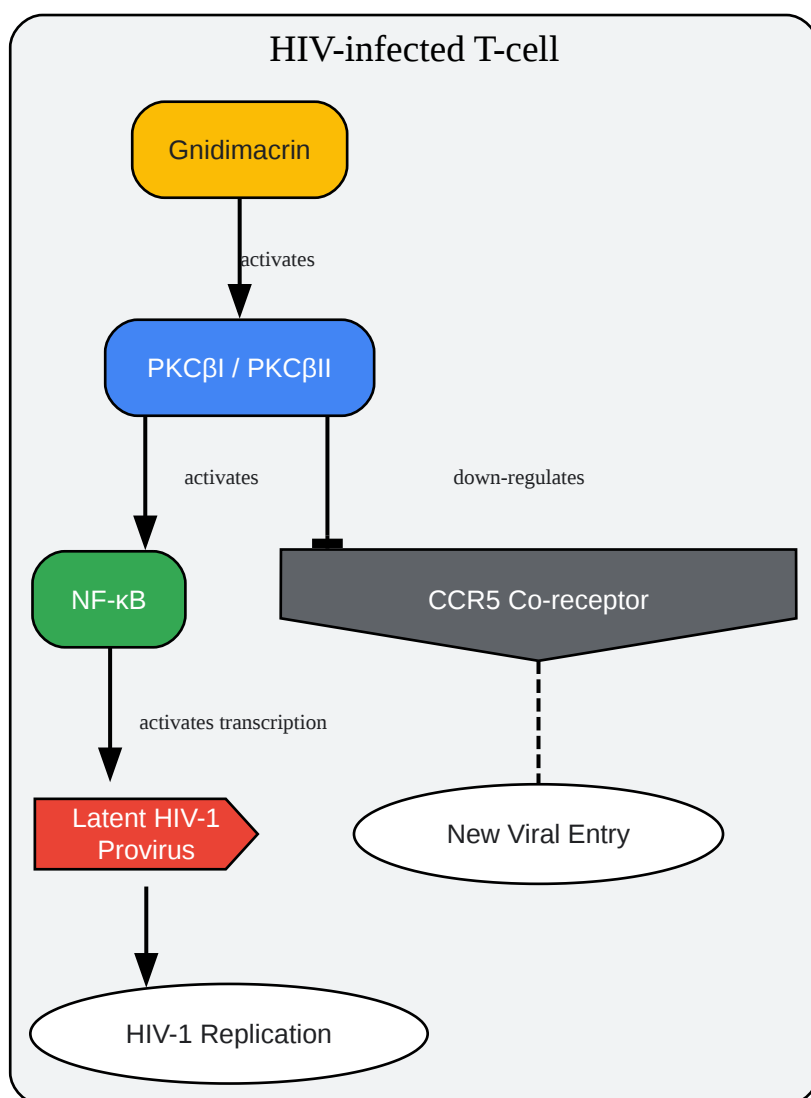 HIV-infected T-cell
Gnidimacrin
activates
PKCβI / PKCβII
activates
down-regulates
NF-κB
CCR5 Co-receptor
activates transcription
Latent HIV-1
Provirus
New Viral Entry
HIV-1 Replication